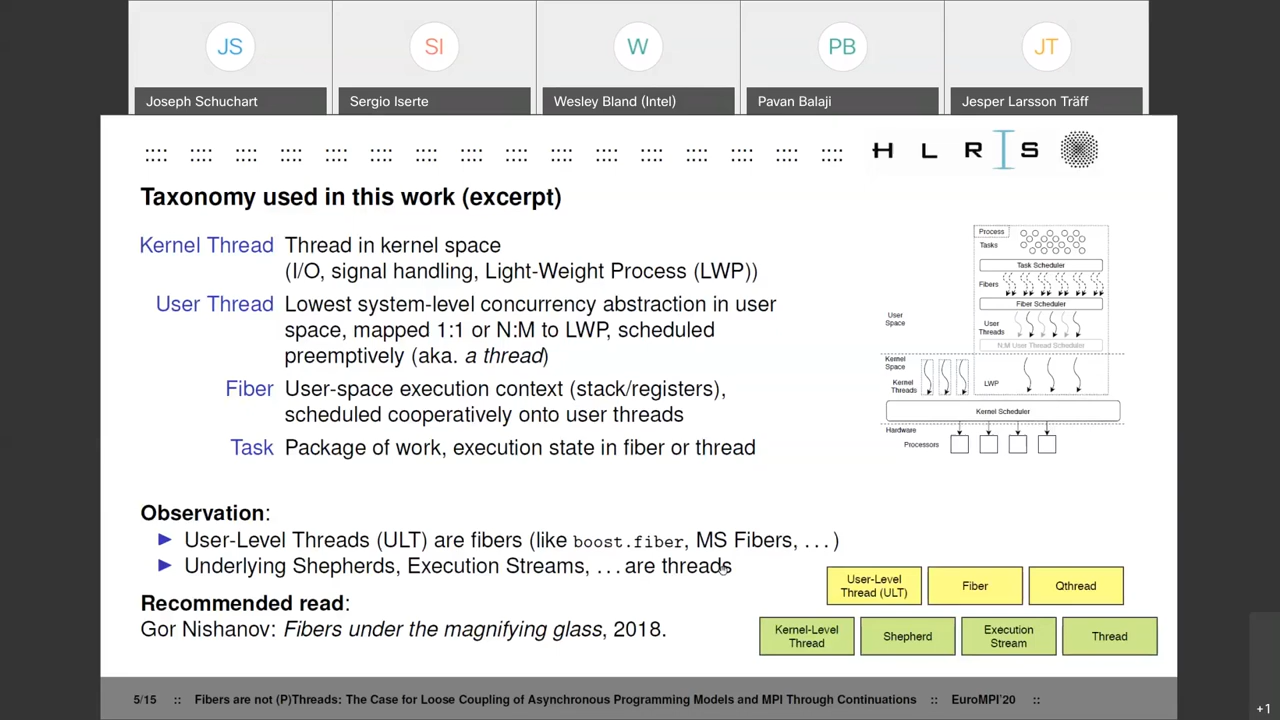 JS
SI
W
PB
JT
Joseph Schuchart
Sergio Iserte
Wesley Bland (Intel)
Pavan Balaji
Jesper Larsson Träff
H L R I S
Taxonomy used in this work (excerpt)
Kernel Thread Thread in kernel space
(I/O, signal handling, Light-Weight Process (LWP))
User Thread Lowest system-level concurrency abstraction in user
space, mapped 1:1 or N:M to LWP, scheduled
preemptively (aka. a thread)
Fiber User-space execution context (stack/registers),
scheduled cooperatively onto user threads
Task Package of work, execution state in fiber or thread
Process
Tasks
Task Scheduler
Fibers
Fiber Scheduler
User
Space
User
Threads
N:M User Thread Scheduler
Kernel
Space
Kernel
Threads
LWP
Kernel Scheduler
Hardware
Processors
Observation:
User-Level Threads (ULT) are fibers (like boost.fiber, MS Fibers, ...)
Underlying Shepherds, Execution Streams, ... are threads
Recommended read:
Gor Nishanov: Fibers under the magnifying glass, 2018.
User-Level
Thread (ULT)
Fiber
Qthread
Kernel-Level
Thread
Shepherd
Execution
Stream
Thread
5/15 :: Fibers are not (P)Threads: The Case for Loose Coupling of Asynchronous Programming Models and MPI Through Continuations :: EuroMPI'20 ::
+1